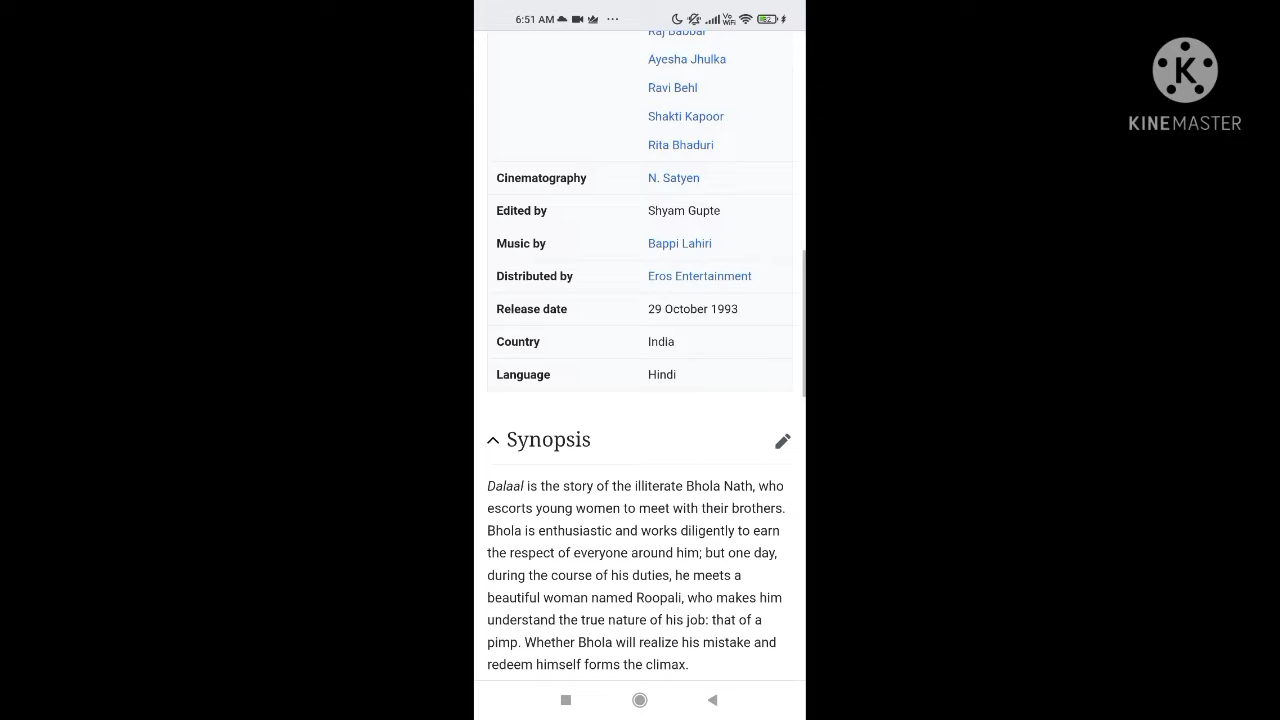 6:51 AM
Vo
WiFi
Raj Babbar
Ayesha Jhulka
Ravi Behl
Shakti Kapoor
Rita Bhaduri
Cinematography N. Satyen
Edited by Shyam Gupte
Music by Bappi Lahiri
Distributed by Eros Entertainment
Release date 29 October 1993
Country India
Language Hindi
Synopsis
Dalaal is the story of the illiterate Bhola Nath, who
escorts young women to meet with their brothers.
Bhola is enthusiastic and works diligently to earn
the respect of everyone around him; but one day,
during the course of his duties, he meets a
beautiful woman named Roopali, who makes him
understand the true nature of his job: that of a
pimp. Whether Bhola will realize his mistake and
redeem himself forms the climax.
K
KINEMASTER